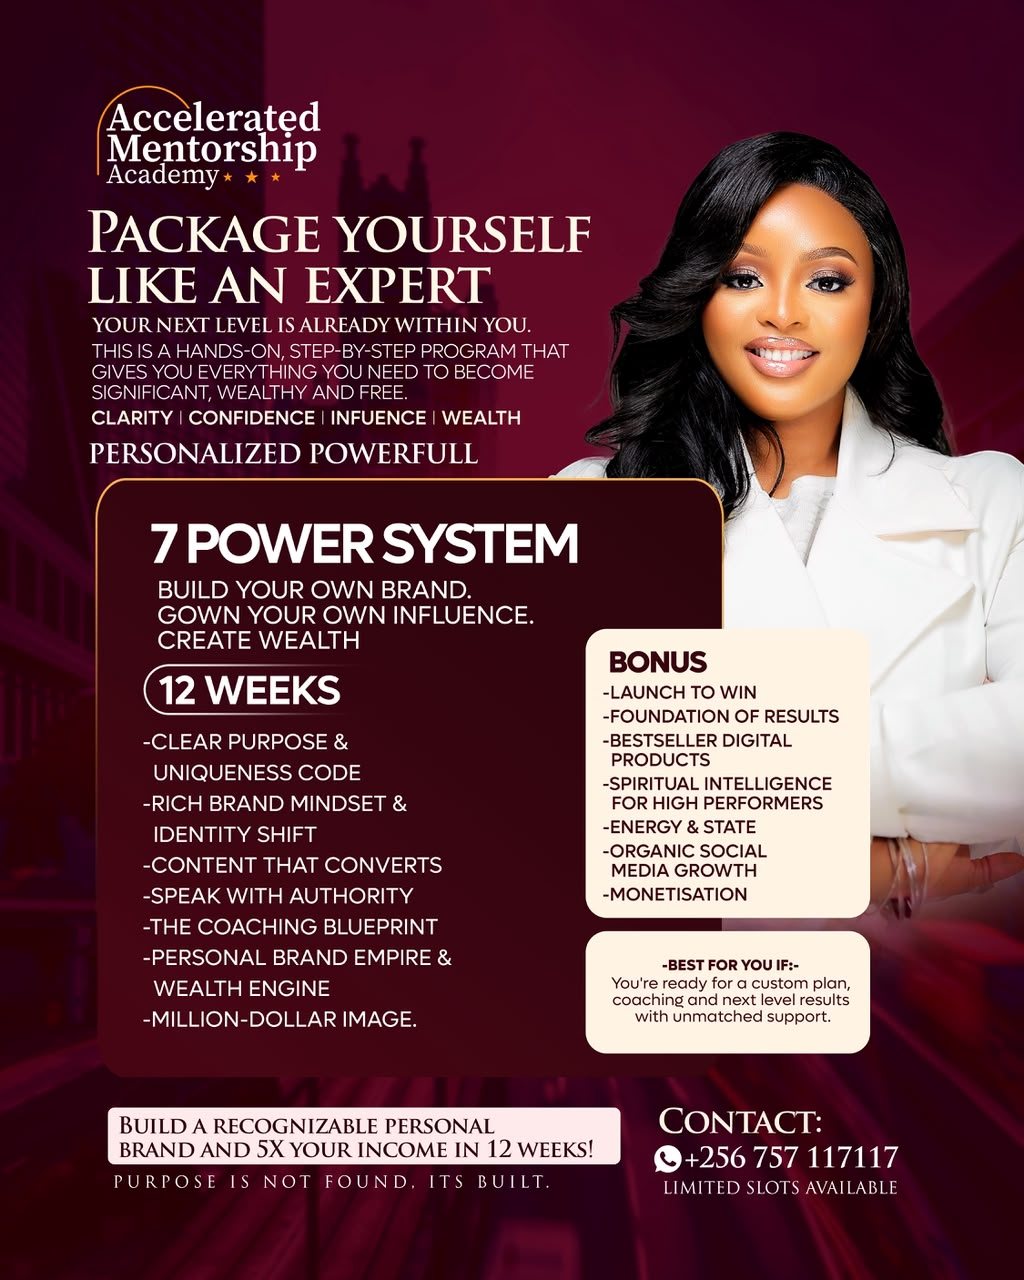 Accelerated
Mentorship
Academy
PACKAGE YOURSELF
LIKE AN EXPERT
YOUR NEXT LEVEL IS ALREADY WITHIN YOU.
THIS IS A HANDS-ON, STEP-BY-STEP PROGRAM THAT
GIVES YOU EVERYTHING YOU NEED TO BECOME
SIGNIFICANT, WEALTHY AND FREE.
CLARITY | CONFIDENCE | INFUENCE | WEALTH
PERSONALIZED POWERFULL
7 POWER SYSTEM
BUILD YOUR OWN BRAND.
GOWN YOUR OWN INFLUENCE.
CREATE WEALTH
12 WEEKS
-CLEAR PURPOSE &
UNIQUENESS CODE
-RICH BRAND MINDSET &
IDENTITY SHIFT
-CONTENT THAT CONVERTS
-SPEAK WITH AUTHORITY
-THE COACHING BLUEPRINT
-PERSONAL BRAND EMPIRE &
WEALTH ENGINE
-MILLION-DOLLAR IMAGE.
BONUS
-LAUNCH TO WIN
-FOUNDATION OF RESULTS
-BESTSELLER DIGITAL
PRODUCTS
-SPIRITUAL INTELLIGENCE
FOR HIGH PERFORMERS
-ENERGY & STATE
-ORGANIC SOCIAL
MEDIA GROWTH
-MONETISATION
-BEST FOR YOU IF:-
You're ready for a custom plan,
coaching and next level results
with unmatched support.
BUILD A RECOGNIZABLE PERSONAL
BRAND AND 5X YOUR INCOME IN 12 WEEKS!
PURPOSE IS NOT FOUND, ITS BUILT.
CONTACT:
+256 757 117117
LIMITED SLOTS AVAILABLE